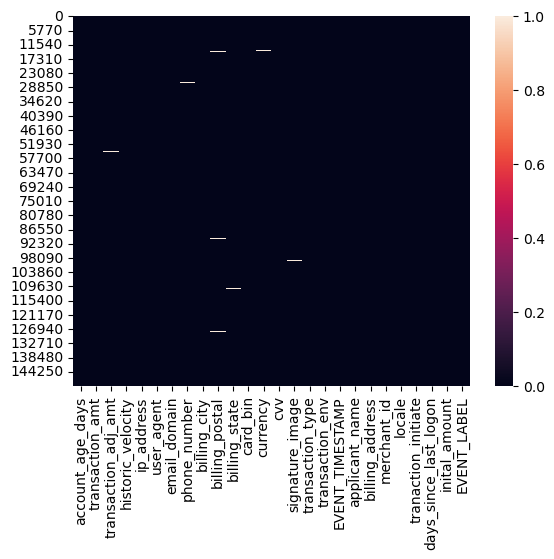 0
5770
11540
17310
23080
28850
34620
40390
46160
51930
57700
63470
69240
75010
80780
86550
92320
98090
103860
109630
115400
121170
126940
132710
138480
144250
account_age_days
transaction_amt
transaction_adj_amt
historic_velocity
ip_address
user_agent
email_domain
phone_number
billing_city
billing_postal
billing_state
card_bin
currency
cvv
signature_image
transaction_type
transaction_env
EVENT_TIMESTAMP
applicant_name
billing_address
merchant_id
locale
tranaction_initiate
days_since_last_logon
inital_amount
EVENT_LABEL
1.0
0.8
0.6
0.4
0.2
0.0